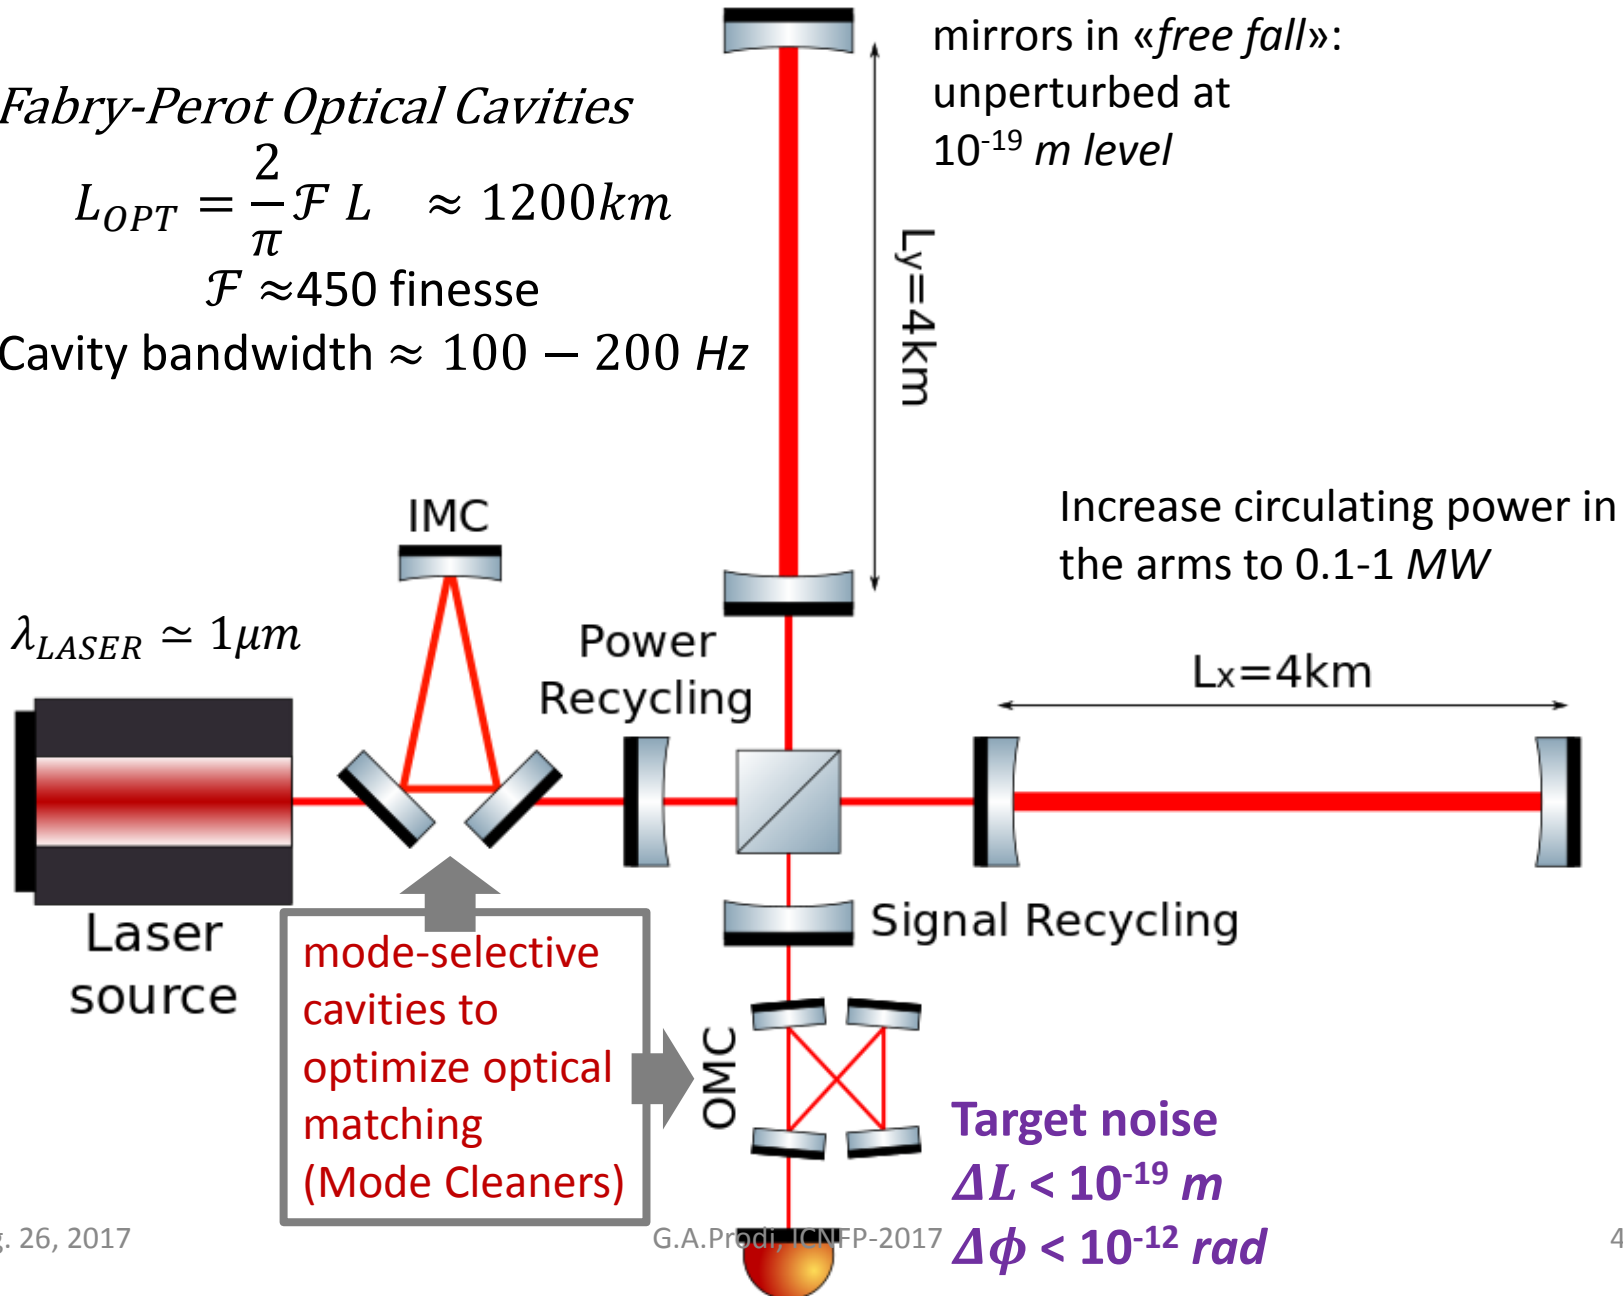 Fabry-Perot Optical Cavities
L_OPT = 2/π ℱ L ≈ 1200km
ℱ ≈450 finesse
Cavity bandwidth ≈ 100 − 200 Hz
mirrors in «free fall»:
unperturbed at
10⁻¹⁹ m level
Ly=4km
IMC
Increase circulating power in
the arms to 0.1-1 MW
λ_LASER ≃ 1μm
Power
Recycling
Lx=4km
Laser
source
Signal Recycling
mode-selective
cavities to
optimize optical
matching
(Mode Cleaners)
OMC
Target noise
ΔL < 10⁻¹⁹ m
Δϕ < 10⁻¹² rad
g. 26, 2017
G.A.Prodi, ICNFP-2017
4